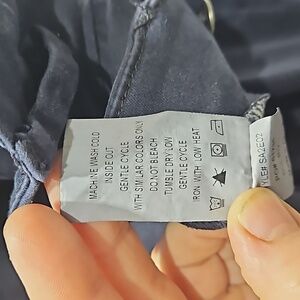 MACHINE WASH COLD
INSIDE OUT
GENTLE CYCLE
WITH SIMILAR COLORS ONLY
DO NOT BLEACH
TUMBLE DRY LOW
GENTLE CYCLE
IRON WITH LOW HEAT